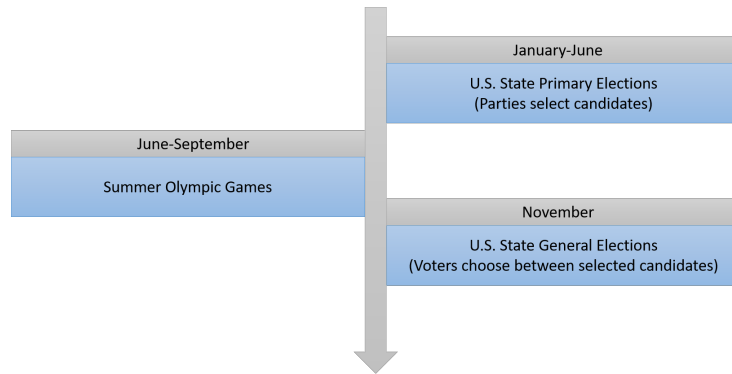 January-June
U.S. State Primary Elections
(Parties select candidates)
June-September
Summer Olympic Games
November
U.S. State General Elections
(Voters choose between selected candidates)